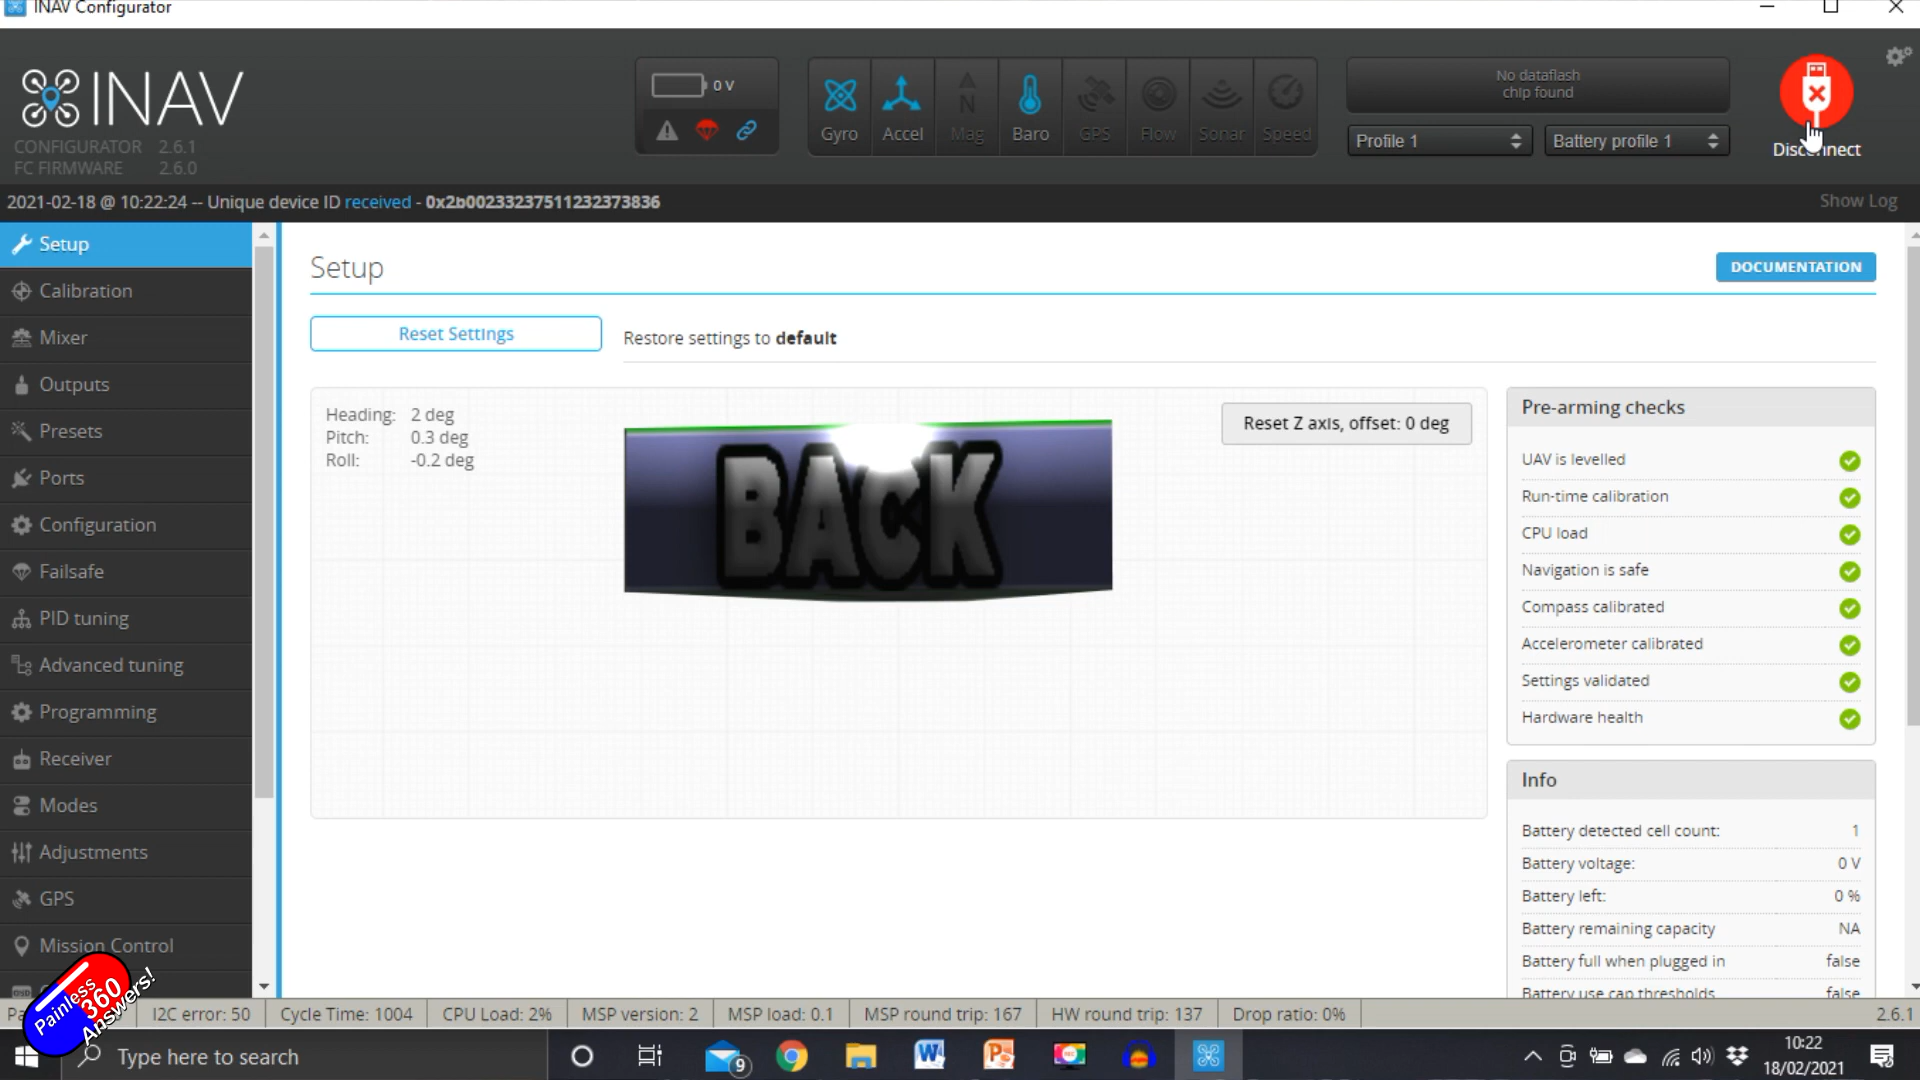 INAV Configurator
INAV
CONFIGURATOR 2.6.1
FC FIRMWARE 2.6.0
0 V
Gyro
Accel
Mag
Baro
GPS
Flow
Sonar
Speed
No dataflash
chip found
Profile 1
Battery profile 1
Disconnect
2021-02-18 @ 10:22:24 -- Unique device ID received - 0x2b00233237511232373836
Show Log
Setup
Calibration
Mixer
Outputs
Presets
Ports
Configuration
Failsafe
PID tuning
Advanced tuning
Programming
Receiver
Modes
Adjustments
GPS
Mission Control
Setup
DOCUMENTATION
Reset Settings
Restore settings to default
Heading: 2 deg
Pitch: 0.3 deg
Roll: -0.2 deg
BACK
Reset Z axis, offset: 0 deg
Pre-arming checks
UAV is levelled
Run-time calibration
CPU load
Navigation is safe
Compass calibrated
Accelerometer calibrated
Settings validated
Hardware health
Info
Battery detected cell count: 1
Battery voltage: 0 V
Battery left: 0 %
Battery remaining capacity NA
Battery full when plugged in false
Battery use cap thresholds false
Painless
360
Answers!
I2C error: 50
Cycle Time: 1004
CPU Load: 2%
MSP version: 2
MSP load: 0.1
MSP round trip: 167
HW round trip: 137
Drop ratio: 0%
2.6.1
Type here to search
9
10:22
18/02/2021